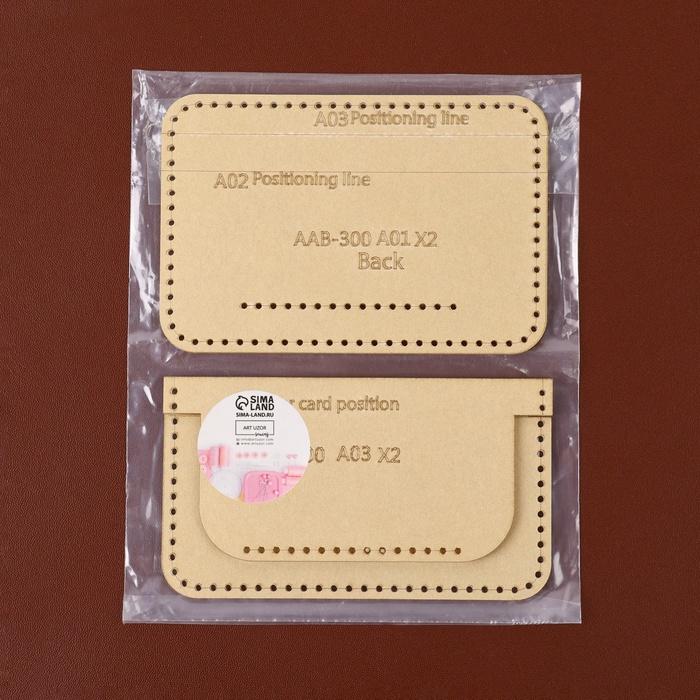 A03 Positioning line
A02 Positioning line
AAB-300 A01 X2
Back
card position
A03 X2
SIMA
LAND
SIMA-LAND.RU
ART UZOR